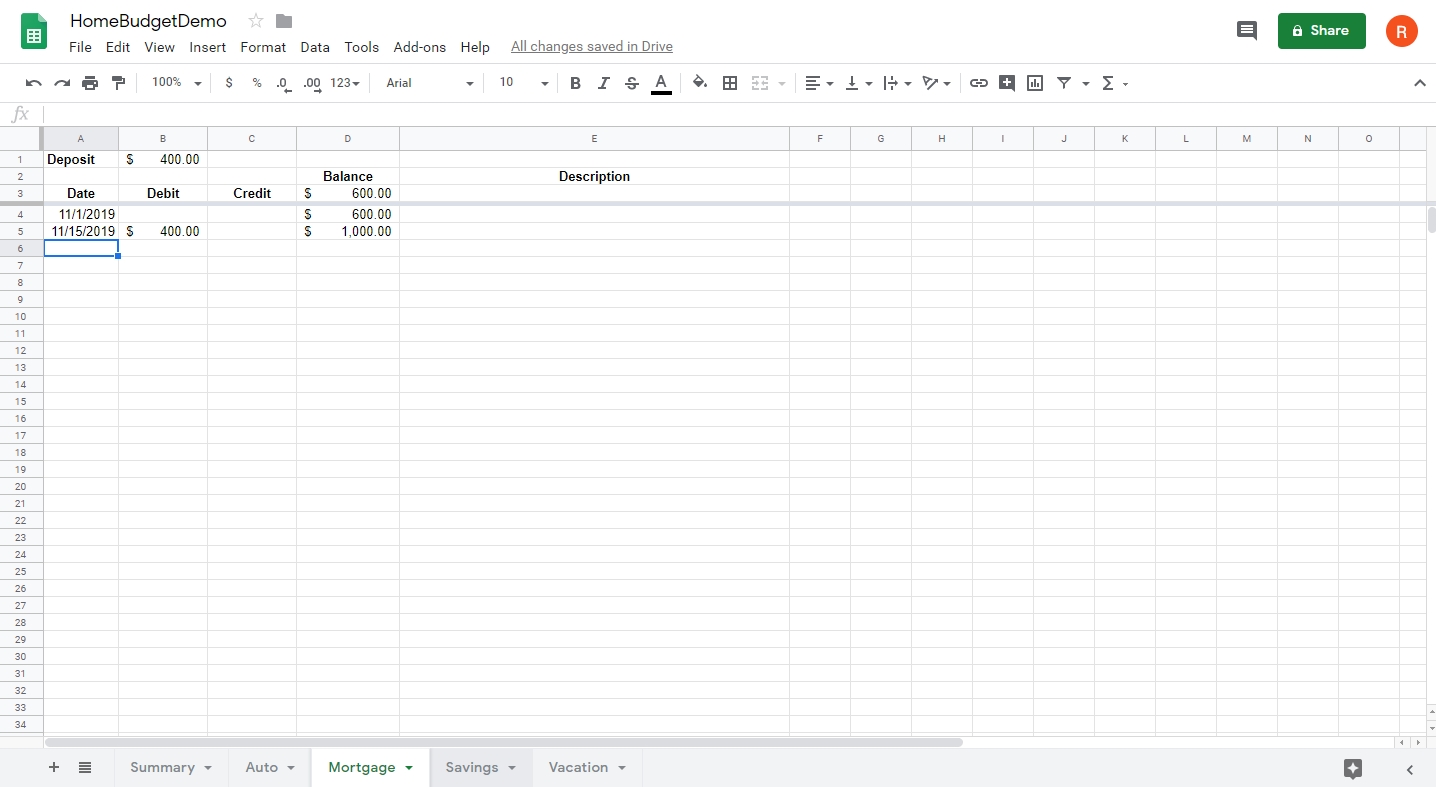 HomeBudgetDemo
File Edit View Insert Format Data Tools Add-ons Help All changes saved in Drive
Share
R
100% $ % .0 .00 123 Arial 10 B I S A Σ
fx
A B C D E F G H I J K L M N O
1 Deposit $ 400.00
2 Balance Description
3 Date Debit Credit $ 600.00
4 11/1/2019 $ 600.00
5 11/15/2019 $ 400.00 $ 1,000.00
6
7
8
9
10
11
12
13
14
15
16
17
18
19
20
21
22
23
24
25
26
27
28
29
30
31
32
33
34
+ Summary Auto Mortgage Savings Vacation